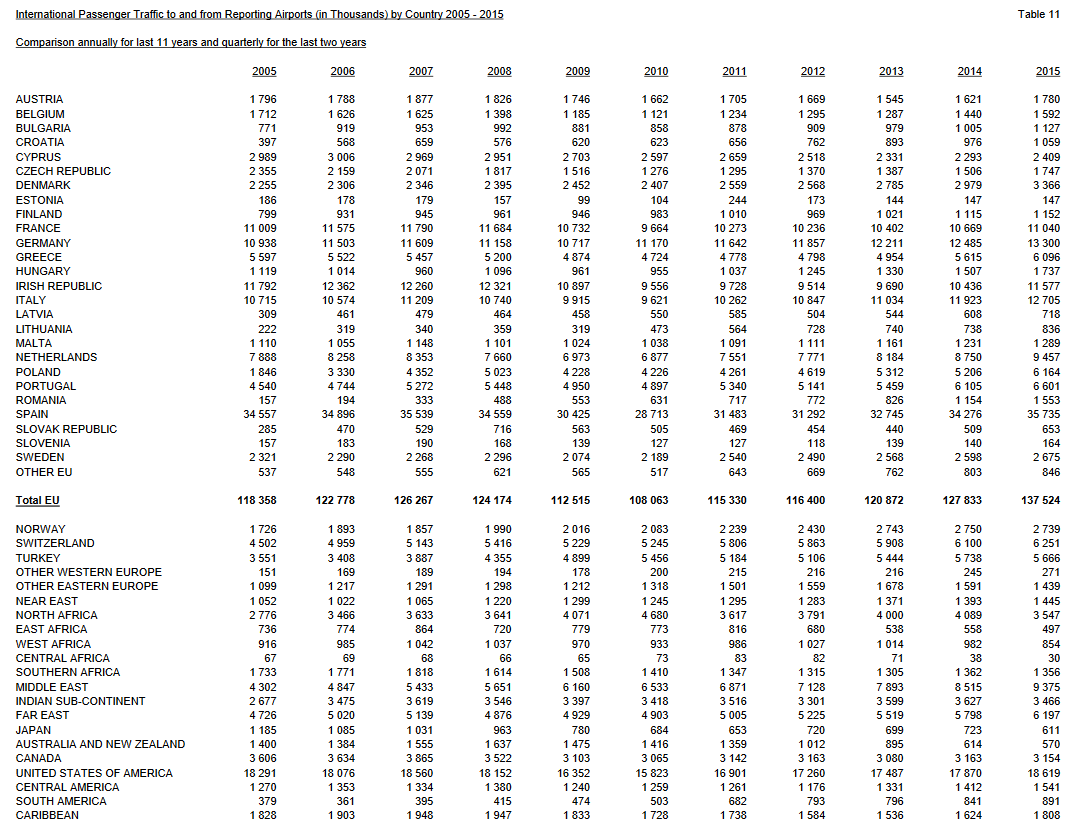 International Passenger Traffic to and from Reporting Airports (in Thousands) by Country 2005 - 2015 Table 11
Comparison annually for last 11 years and quarterly for the last two years
2005 2006 2007 2008 2009 2010 2011 2012 2013 2014 2015
AUSTRIA 1 796 1 788 1 877 1 826 1 746 1 662 1 705 1 669 1 545 1 621 1 780
BELGIUM 1 712 1 626 1 625 1 398 1 185 1 121 1 234 1 295 1 287 1 440 1 592
BULGARIA 771 919 953 992 881 858 878 909 979 1 005 1 127
CROATIA 397 568 659 576 620 623 656 762 893 976 1 059
CYPRUS 2 989 3 006 2 969 2 951 2 703 2 597 2 659 2 518 2 331 2 293 2 409
CZECH REPUBLIC 2 355 2 159 2 071 1 817 1 516 1 276 1 295 1 370 1 387 1 506 1 747
DENMARK 2 255 2 306 2 346 2 395 2 452 2 407 2 559 2 568 2 785 2 979 3 366
ESTONIA 186 178 179 157 99 104 244 173 144 147 147
FINLAND 799 931 945 961 946 983 1 010 969 1 021 1 115 1 152
FRANCE 11 009 11 575 11 790 11 684 10 732 9 664 10 273 10 236 10 402 10 669 11 040
GERMANY 10 938 11 503 11 609 11 158 10 717 11 170 11 642 11 857 12 211 12 485 13 300
GREECE 5 597 5 522 5 457 5 200 4 874 4 724 4 778 4 798 4 954 5 615 6 096
HUNGARY 1 119 1 014 960 1 096 961 955 1 037 1 245 1 330 1 507 1 737
IRISH REPUBLIC 11 792 12 362 12 260 12 321 10 897 9 556 9 728 9 514 9 690 10 436 11 577
ITALY 10 715 10 574 11 209 10 740 9 915 9 621 10 262 10 847 11 034 11 923 12 705
LATVIA 309 461 479 464 458 550 585 504 544 608 718
LITHUANIA 222 319 340 359 319 473 564 728 740 738 836
MALTA 1 110 1 055 1 148 1 101 1 024 1 038 1 091 1 111 1 161 1 231 1 289
NETHERLANDS 7 888 8 258 8 353 7 660 6 973 6 877 7 551 7 771 8 184 8 750 9 457
POLAND 1 846 3 330 4 352 5 023 4 228 4 226 4 261 4 619 5 312 5 206 6 164
PORTUGAL 4 540 4 744 5 272 5 448 4 950 4 897 5 340 5 141 5 459 6 105 6 601
ROMANIA 157 194 333 488 553 631 717 772 826 1 154 1 553
SPAIN 34 557 34 896 35 539 34 559 30 425 28 713 31 483 31 292 32 745 34 276 35 735
SLOVAK REPUBLIC 285 470 529 716 563 505 469 454 440 509 653
SLOVENIA 157 183 190 168 139 127 127 118 139 140 164
SWEDEN 2 321 2 290 2 268 2 296 2 074 2 189 2 540 2 490 2 568 2 598 2 675
OTHER EU 537 548 555 621 565 517 643 669 762 803 846
Total EU 118 358 122 778 126 267 124 174 112 515 108 063 115 330 116 400 120 872 127 833 137 524
NORWAY 1 726 1 893 1 857 1 990 2 016 2 083 2 239 2 430 2 743 2 750 2 739
SWITZERLAND 4 502 4 959 5 143 5 416 5 229 5 245 5 806 5 863 5 908 6 100 6 251
TURKEY 3 551 3 408 3 887 4 355 4 899 5 456 5 184 5 106 5 444 5 738 5 666
OTHER WESTERN EUROPE 151 169 189 194 178 200 215 216 216 245 271
OTHER EASTERN EUROPE 1 099 1 217 1 291 1 298 1 212 1 318 1 501 1 559 1 678 1 591 1 439
NEAR EAST 1 052 1 022 1 065 1 220 1 299 1 245 1 295 1 283 1 371 1 393 1 445
NORTH AFRICA 2 776 3 466 3 633 3 641 4 071 4 680 3 617 3 791 4 000 4 089 3 547
EAST AFRICA 736 774 864 720 779 773 816 680 538 558 497
WEST AFRICA 916 985 1 042 1 037 970 933 986 1 027 1 014 982 854
CENTRAL AFRICA 67 69 68 66 65 73 83 82 71 38 30
SOUTHERN AFRICA 1 733 1 771 1 818 1 614 1 508 1 410 1 347 1 315 1 305 1 362 1 356
MIDDLE EAST 4 302 4 847 5 433 5 651 6 160 6 533 6 871 7 128 7 893 8 515 9 375
INDIAN SUB-CONTINENT 2 677 3 475 3 619 3 546 3 397 3 418 3 516 3 301 3 599 3 627 3 466
FAR EAST 4 726 5 020 5 139 4 876 4 929 4 903 5 005 5 225 5 519 5 798 6 197
JAPAN 1 185 1 085 1 031 963 780 684 653 720 699 723 611
AUSTRALIA AND NEW ZEALAND 1 400 1 384 1 555 1 637 1 475 1 416 1 359 1 012 895 614 570
CANADA 3 606 3 634 3 865 3 522 3 103 3 065 3 142 3 163 3 080 3 163 3 154
UNITED STATES OF AMERICA 18 291 18 076 18 560 18 152 16 352 15 823 16 901 17 260 17 487 17 870 18 619
CENTRAL AMERICA 1 270 1 353 1 334 1 380 1 240 1 259 1 261 1 176 1 331 1 412 1 541
SOUTH AMERICA 379 361 395 415 474 503 682 793 796 841 891
CARIBBEAN 1 828 1 903 1 948 1 947 1 833 1 728 1 738 1 584 1 536 1 624 1 808